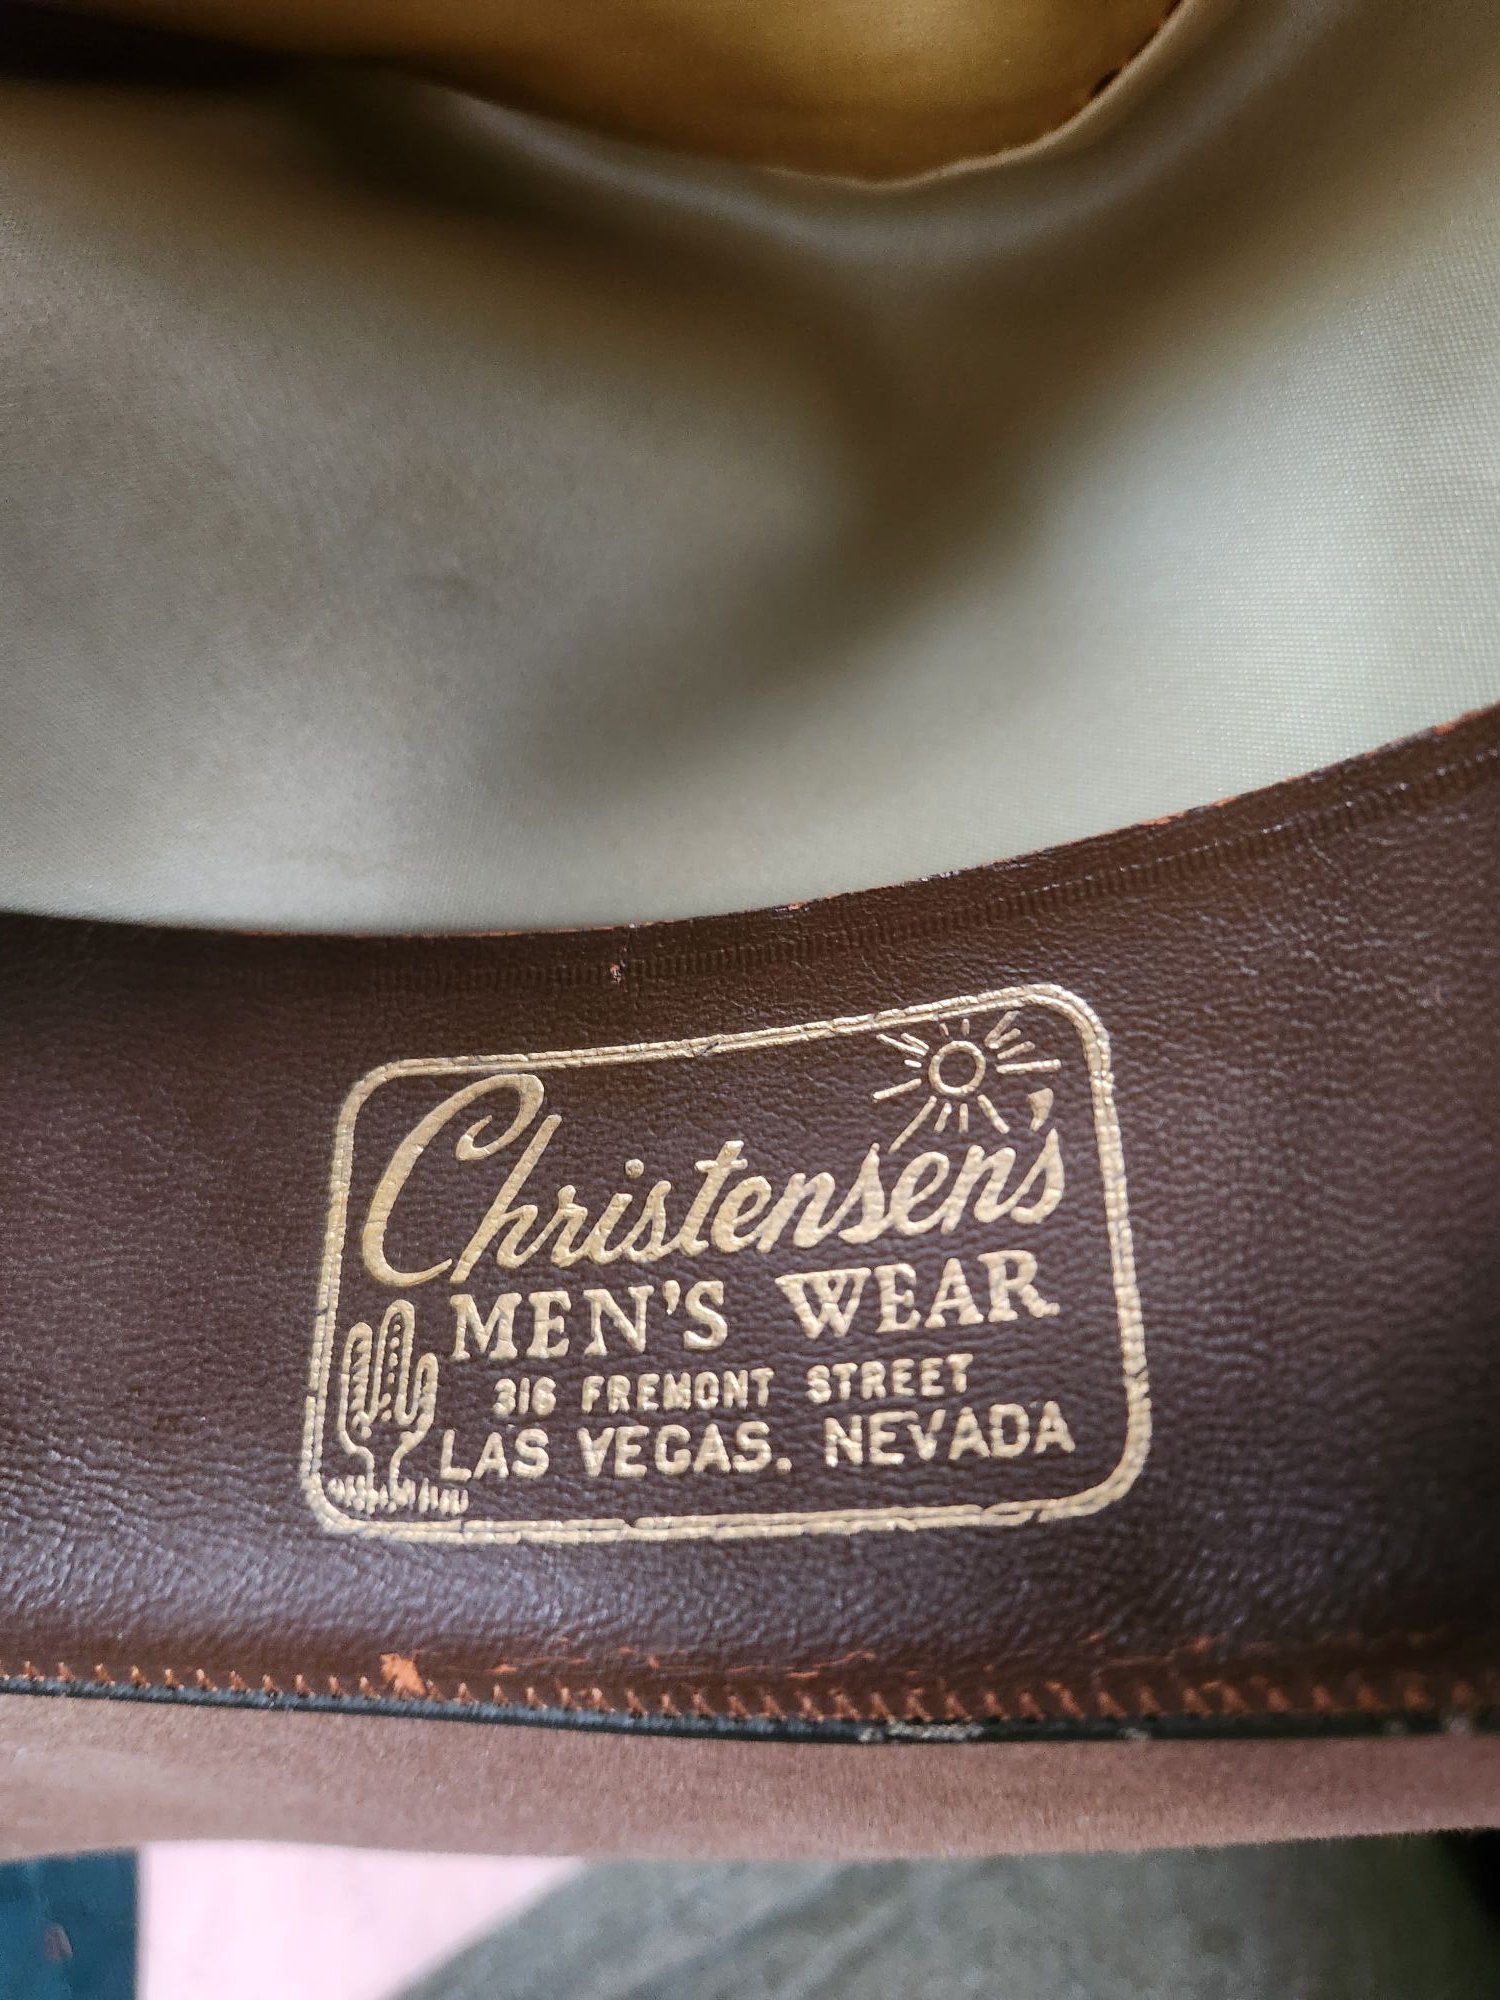 Christensen's
MEN'S WEAR
316 FREMONT STREET
LAS VEGAS, NEVADA